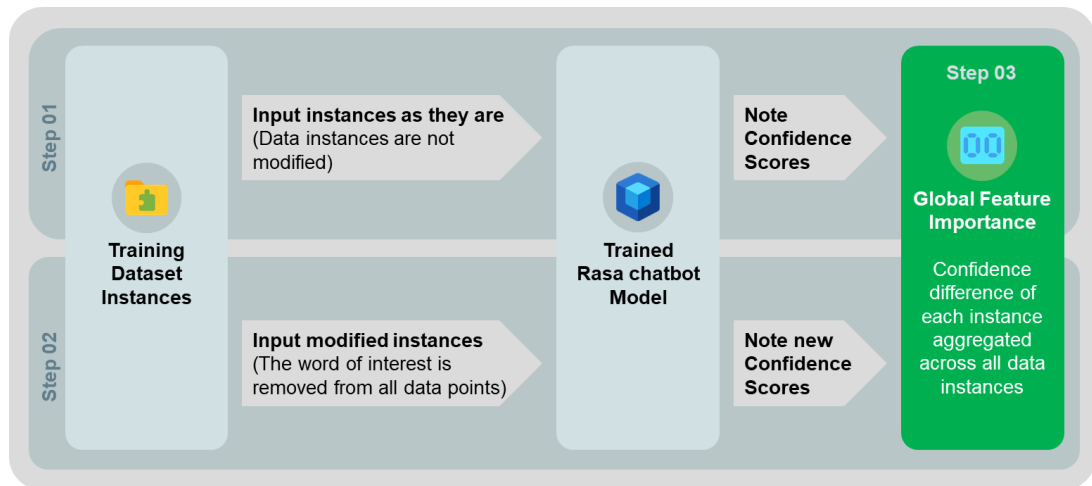 Step 01
Input instances as they are
(Data instances are not
modified)
Note
Confidence
Scores
Training
Dataset
Instances
Trained
Rasa chatbot
Model
Step 02
Input modified instances
(The word of interest is
removed from all data points)
Note new
Confidence
Scores
Step 03
00
Global Feature
Importance
Confidence
difference of
each instance
aggregated
across all data
instances